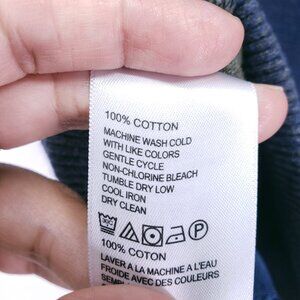 100% COTTON
MACHINE WASH COLD
WITH LIKE COLORS
GENTLE CYCLE
NON-CHLORINE BLEACH
TUMBLE DRY LOW
COOL IRON
DRY CLEAN
100% COTON
LAVER A LA MACHINE A L'EAU
FROIDE AVEC DES COULEURS